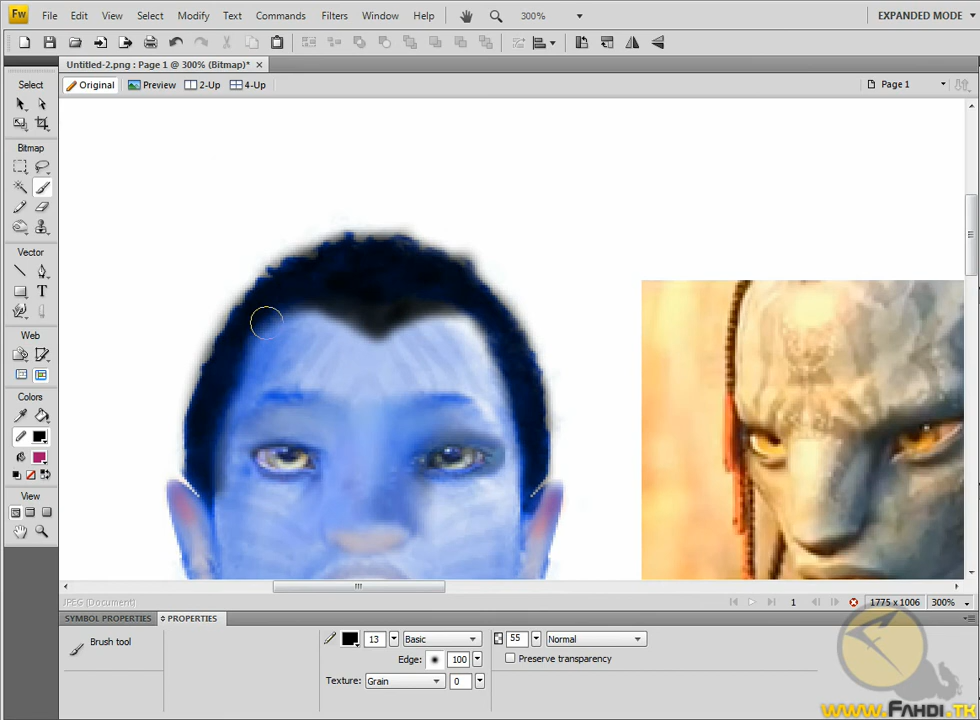 Fw File Edit View Select Modify Text Commands Filters Window Help 300% EXPANDED MODE
Untitled-2.png : Page 1 @ 300% (Bitmap)*
Select Original Preview 2-Up 4-Up Page 1
Bitmap
Vector
T
Web
Colors
View
JPEG (Document) 1 1775 x 1006 300%
SYMBOL PROPERTIES PROPERTIES
Brush tool 13 Basic 55 Normal
Edge: 100 Preserve transparency
Texture: Grain 0
www.FAHDI.TK